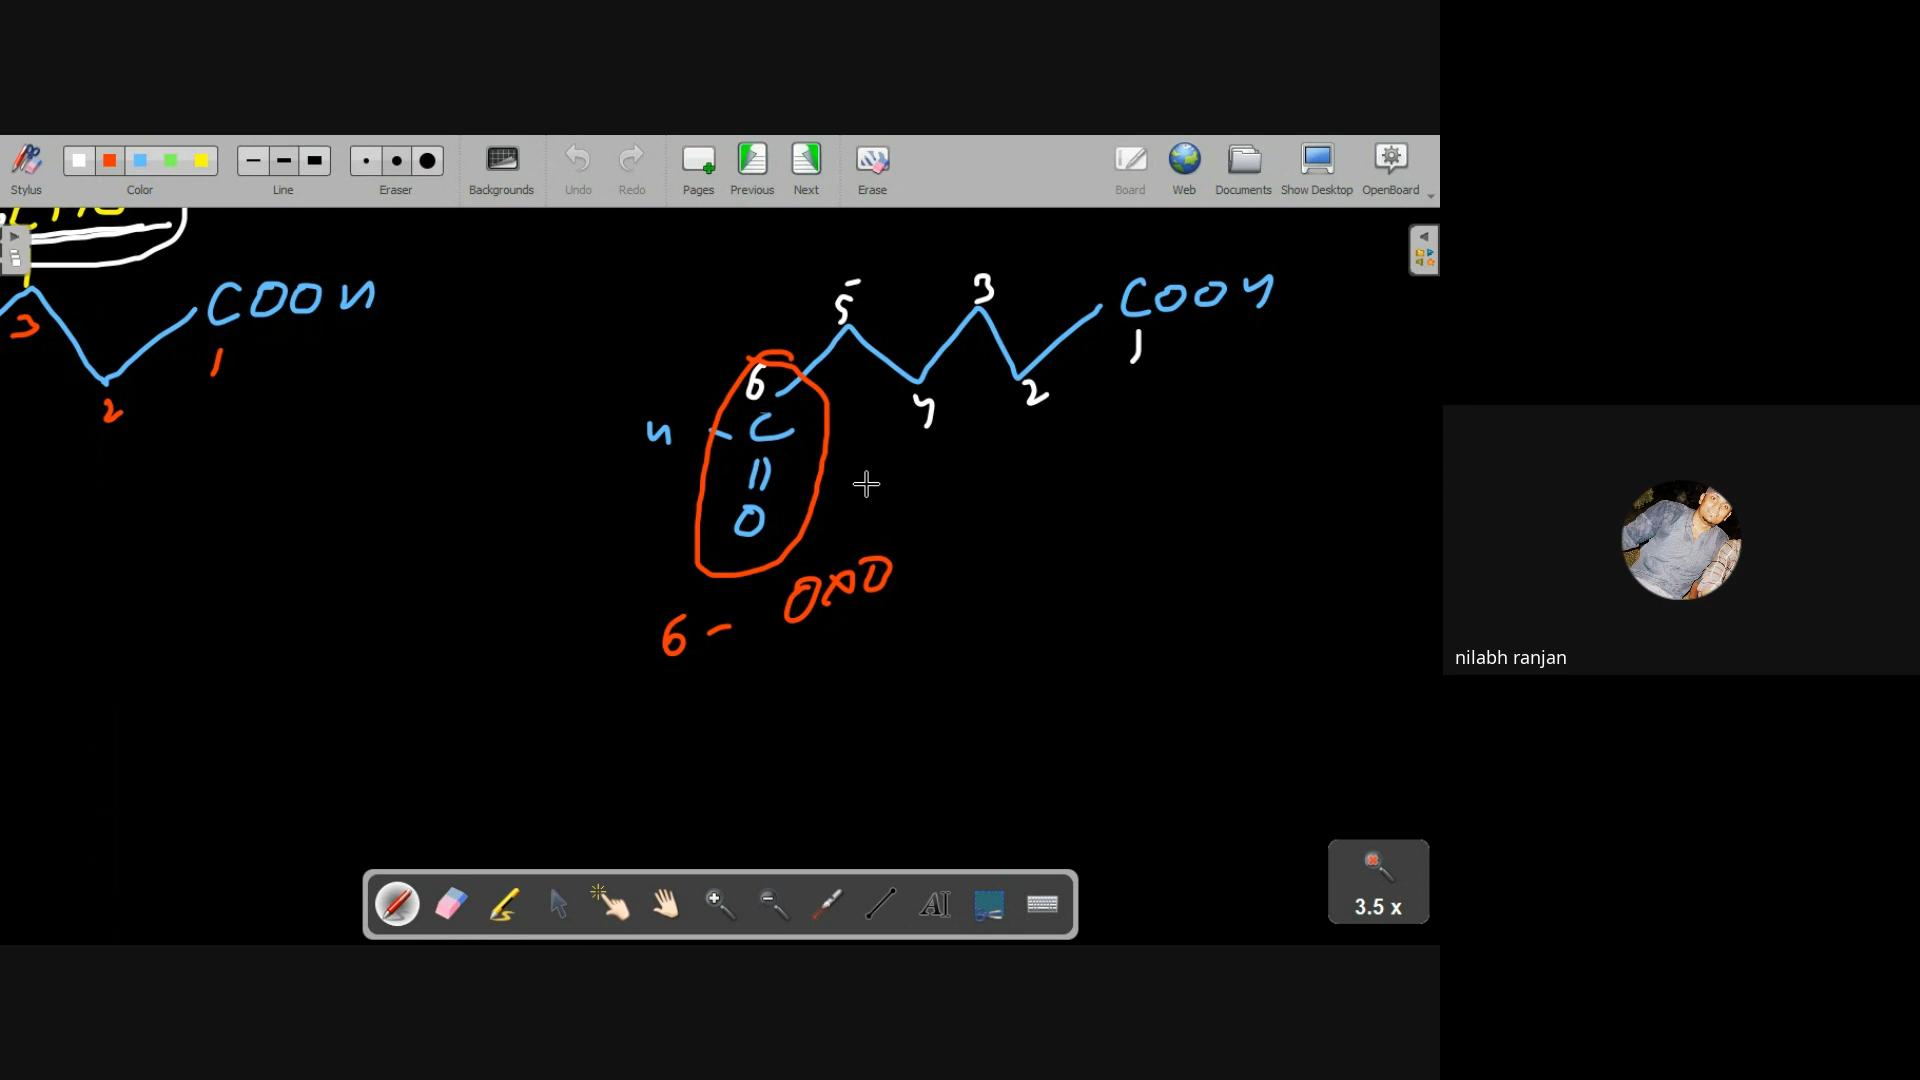 Stylus Color Line Eraser Backgrounds Undo Redo Pages Previous Next Erase Board Web Documents Show Desktop OpenBoard
COOH
3
1
2
5 3 COOH
1
6
4 2
H - C
=
O
6 -
nilabh ranjan
AI
3.5 x